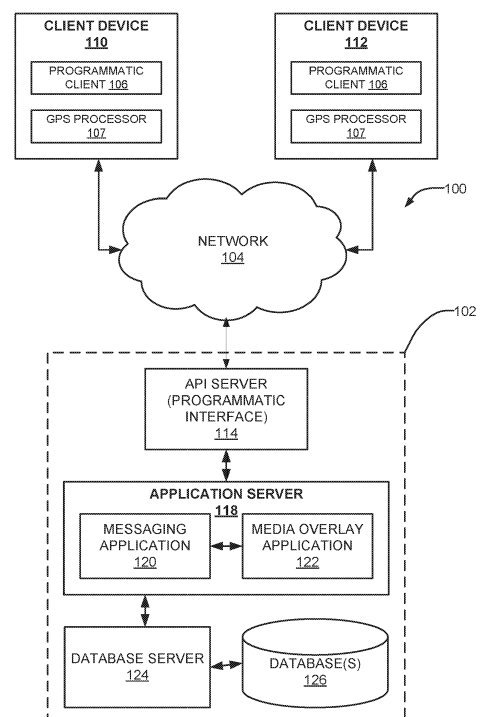 CLIENT DEVICE
110
PROGRAMMATIC
CLIENT 106
GPS PROCESSOR
107
CLIENT DEVICE
112
PROGRAMMATIC
CLIENT 106
GPS PROCESSOR
107
NETWORK
104
100
102
API SERVER
(PROGRAMMATIC
INTERFACE)
114
APPLICATION SERVER
118
MESSAGING
APPLICATION
120
MEDIA OVERLAY
APPLICATION
122
DATABASE SERVER
124
DATABASE(S)
126